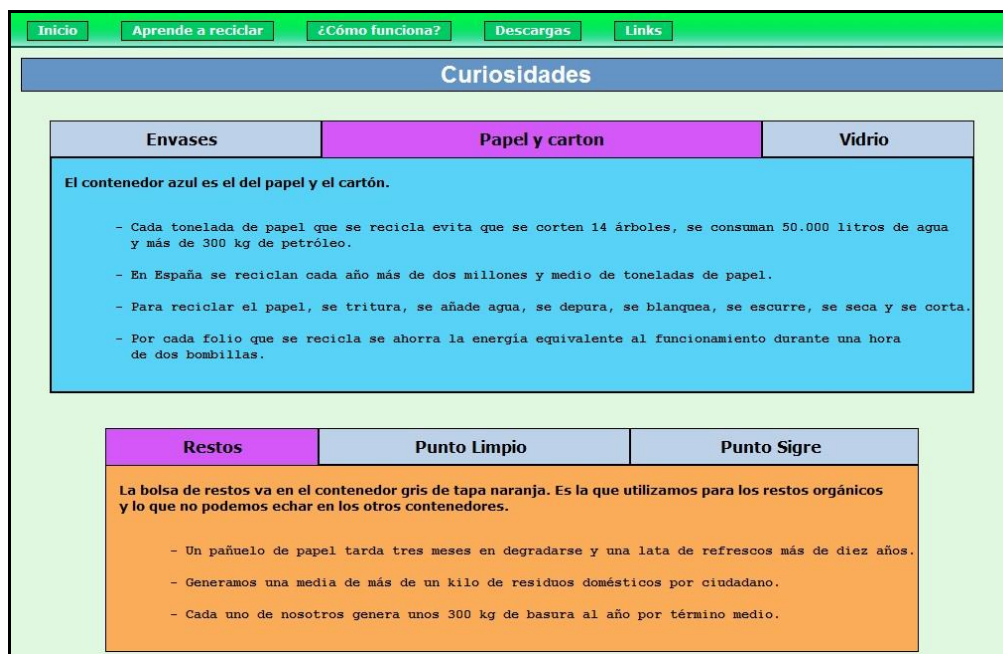 Inicio Aprende a reciclar ¿Cómo funciona? Descargas Links
Curiosidades
Envases Papel y carton Vidrio
El contenedor azul es el del papel y el cartón.
- Cada tonelada de papel que se recicla evita que se corten 14 árboles, se consuman 50.000 litros de agua
y más de 300 kg de petróleo.
- En España se reciclan cada año más de dos millones y medio de toneladas de papel.
- Para reciclar el papel, se tritura, se añade agua, se depura, se blanquea, se escurre, se seca y se corta.
- Por cada folio que se recicla se ahorra la energía equivalente al funcionamiento durante una hora
de dos bombillas.
Restos Punto Limpio Punto Sigre
La bolsa de restos va en el contenedor gris de tapa naranja. Es la que utilizamos para los restos orgánicos
y lo que no podemos echar en los otros contenedores.
- Un pañuelo de papel tarda tres meses en degradarse y una lata de refrescos más de diez años.
- Generamos una media de más de un kilo de residuos domésticos por ciudadano.
- Cada uno de nosotros genera unos 300 kg de basura al año por término medio.